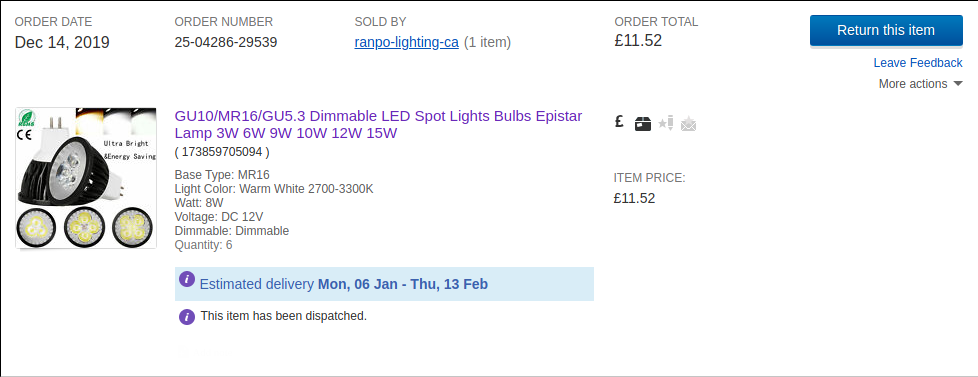 ORDER DATE
Dec 14, 2019
ORDER NUMBER
25-04286-29539
SOLD BY
ranpo-lighting-ca (1 item)
ORDER TOTAL
£11.52
Return this item
Leave Feedback
More actions
RoHS
CE
Ultra Bright
&Energy Saving
GU10/MR16/GU5.3 Dimmable LED Spot Lights Bulbs Epistar
Lamp 3W 6W 9W 10W 12W 15W
( 173859705094 )
Base Type: MR16
Light Color: Warm White 2700-3300K
Watt: 8W
Voltage: DC 12V
Dimmable: Dimmable
Quantity: 6
£
ITEM PRICE:
£11.52
i Estimated delivery Mon, 06 Jan - Thu, 13 Feb
i This item has been dispatched.